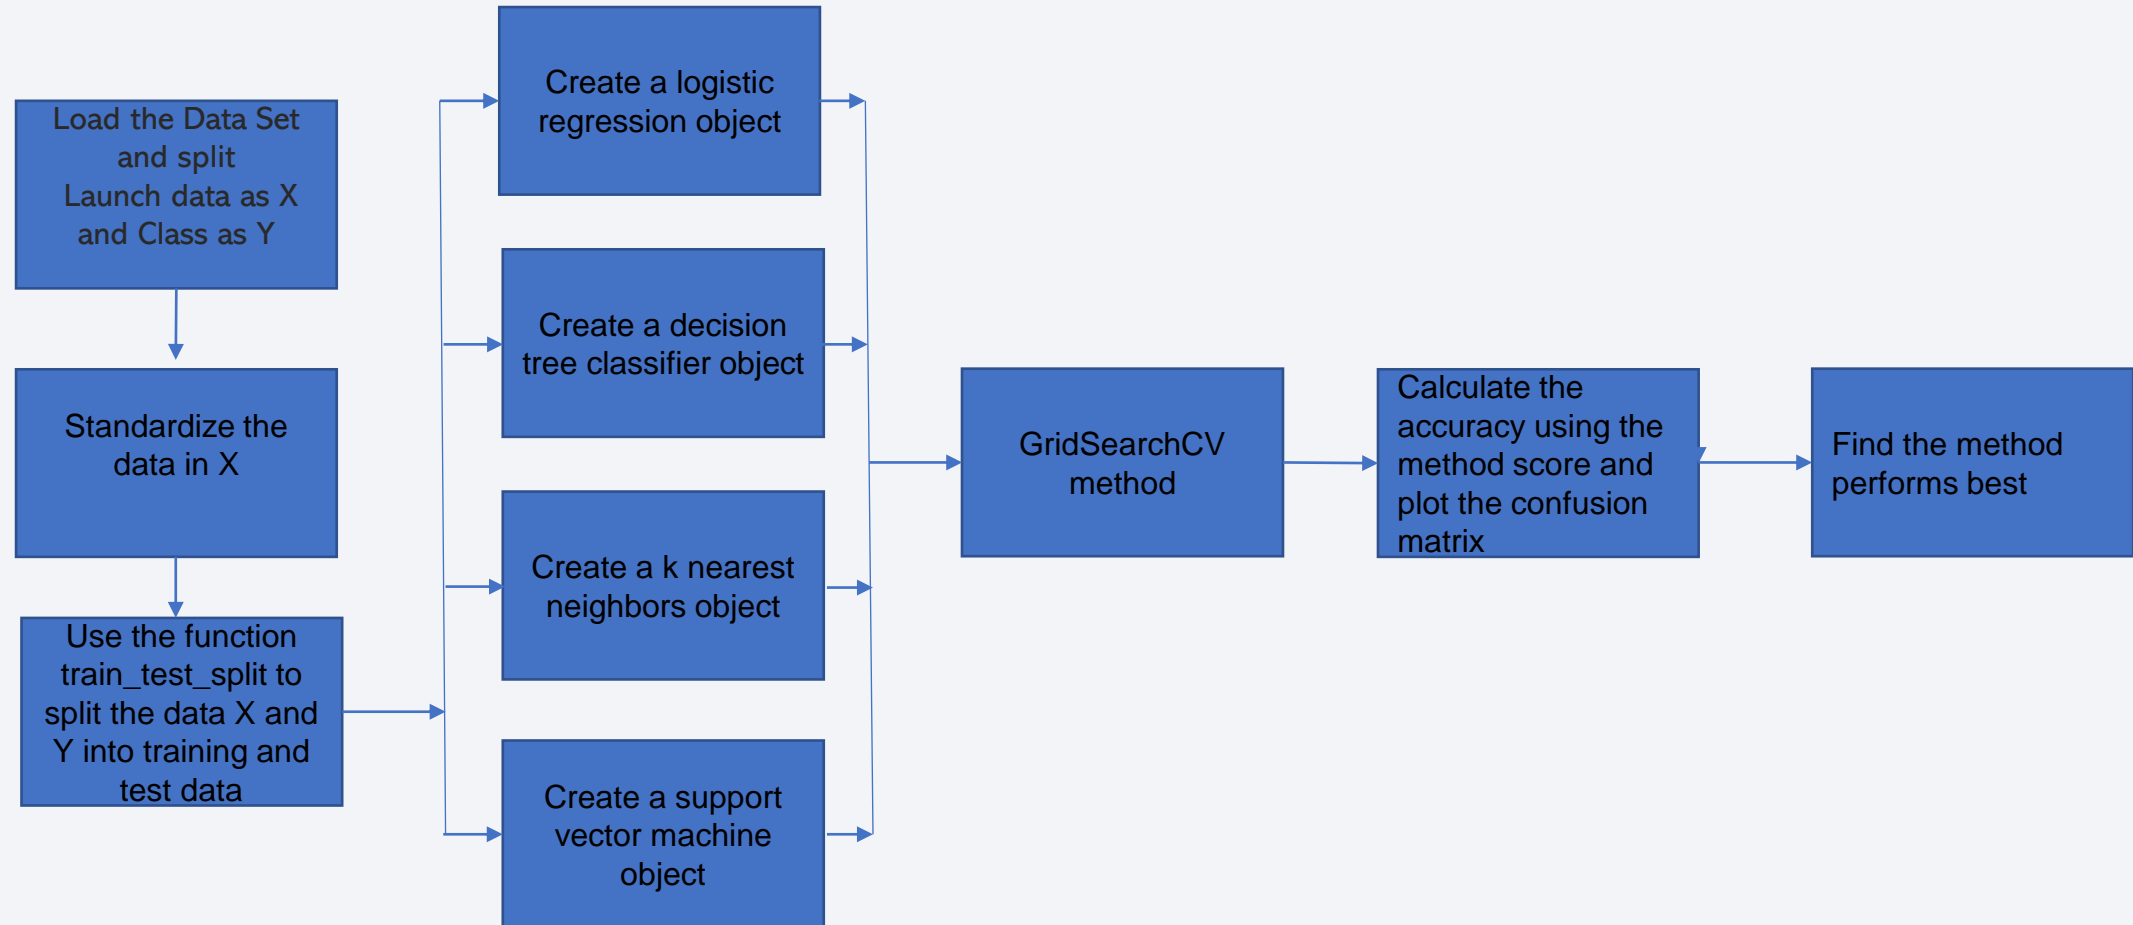 Load the Data Set
and split
Launch data as X
and Class as Y
Standardize the
data in X
Use the function
train_test_split to
split the data X and
Y into training and
test data
Create a logistic
regression object
Create a decision
tree classifier object
Create a k nearest
neighbors object
Create a support
vector machine
object
GridSearchCV
method
Calculate the
accuracy using the
method score and
plot the confusion
matrix
Find the method
performs best